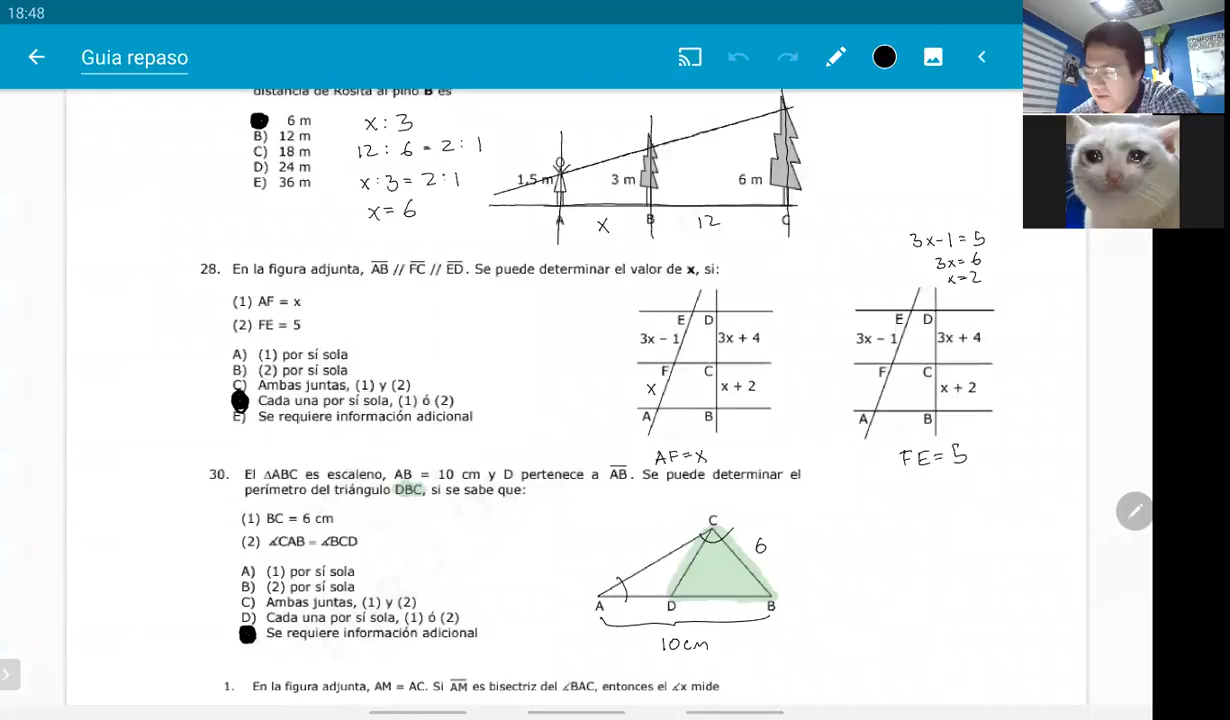 18:48
Guia repaso
distancia de Rosita al pino B es
6 m
B) 12 m
C) 18 m
D) 24 m
E) 36 m
x : 3
12 : 6 = 2 : 1
x : 3 = 2 : 1
x = 6
1,5 m
3 m
6 m
A
B
C
x
12
3x-1 = 5
3x = 6
x = 2
28. En la figura adjunta, AB // FC // ED. Se puede determinar el valor de x, si:
(1) AF = x
(2) FE = 5
A) (1) por sí sola
B) (2) por sí sola
C) Ambas juntas, (1) y (2)
Cada una por sí sola, (1) ó (2)
E) Se requiere información adicional
E D
3x − 1 3x + 4
F C
x x + 2
A B
AF = x
E D
3x − 1 3x + 4
F C
x + 2
A B
FE = 5
30. El ΔABC es escaleno, AB = 10 cm y D pertenece a AB. Se puede determinar el
perímetro del triángulo DBC, si se sabe que:
(1) BC = 6 cm
(2) ∡CAB = ∡BCD
A) (1) por sí sola
B) (2) por sí sola
C) Ambas juntas, (1) y (2)
D) Cada una por sí sola, (1) ó (2)
Se requiere información adicional
C
6
A D B
10cm
1. En la figura adjunta, AM = AC. Si AM es bisectriz del ∡BAC, entonces el ∡x mide